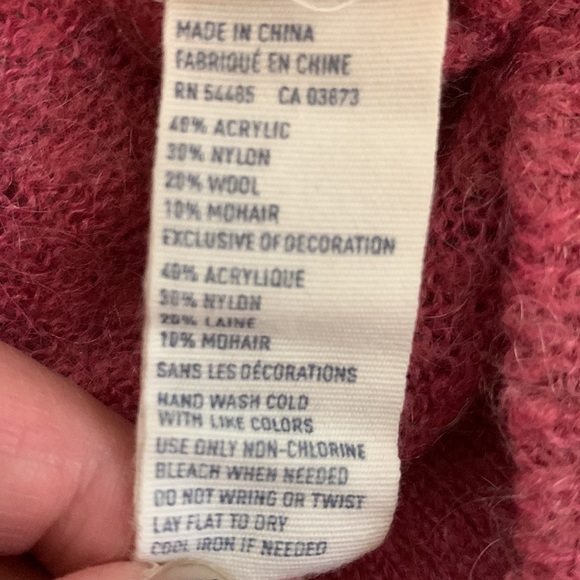 MADE IN CHINA
FABRIQUÉ EN CHINE
RN 54485 CA 03873
40% ACRYLIC
30% NYLON
20% WOOL
10% MOHAIR
EXCLUSIVE OF DECORATION
40% ACRYLIQUE
30% NYLON
20% LAINE
10% MOHAIR
SANS LES DÉCORATIONS
HAND WASH COLD
WITH LIKE COLORS
USE ONLY NON-CHLORINE
BLEACH WHEN NEEDED
DO NOT WRING OR TWIST
LAY FLAT TO DRY
COOL IRON IF NEEDED